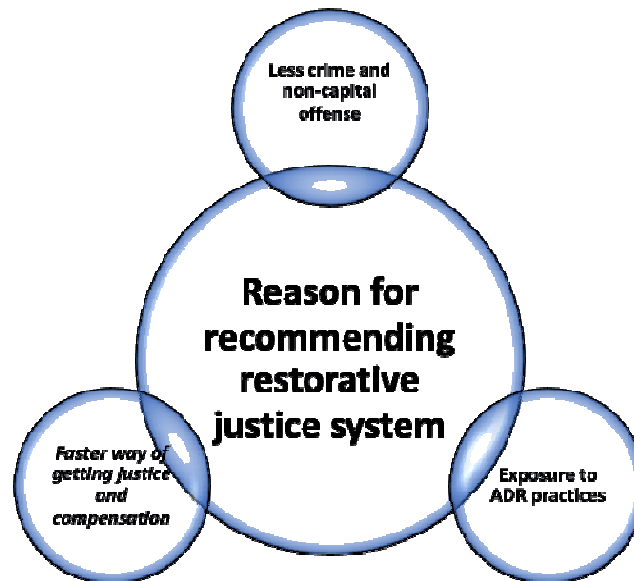 Less crime and
non-capital
offense
Reason for
recommending
restorative
justice system
Faster way of
getting justice
and
compensation
Exposure to
ADR practices